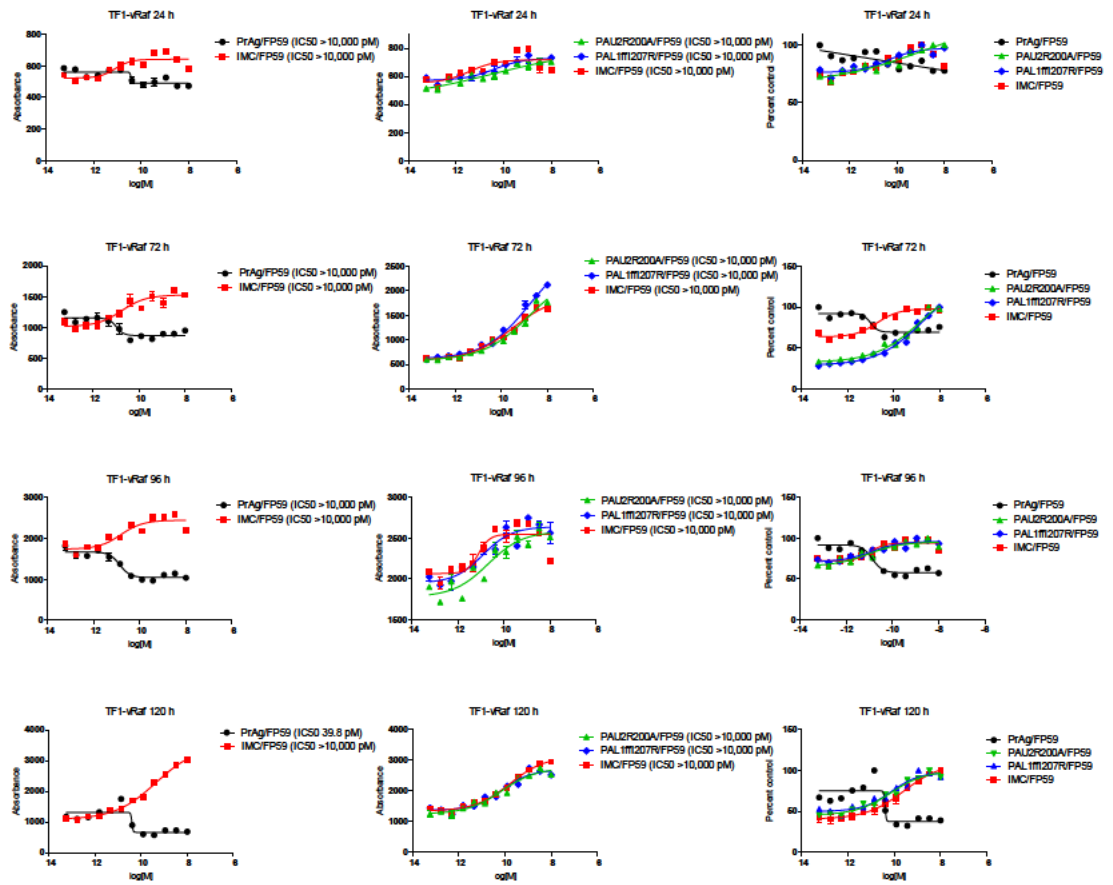 TF1-vRaf 24 h
800
600
400
200
0
14 12 10 8 6
Absorbance
log[M]
PrAg/FP59 (IC50 >10,000 pM)
IMC/FP59 (IC50 >10,000 pM)
TF1-vRaf 24 h
800
600
400
200
0
14 12 10 8 6
Absorbance
log[M]
PAU2R200A/FP59 (IC50 >10,000 pM)
PAL1ffI207R/FP59 (IC50 >10,000 pM)
IMC/FP59 (IC50 >10,000 pM)
TF1-vRaf 24 h
100
50
0
14 12 10 8 6
Percent control
log[M]
PrAg/FP59
PAU2R200A/FP59
PAL1ffI207R/FP59
IMC/FP59
TF1-vRaf 72 h
2000
1500
1000
500
0
14 12 10 8 6
Absorbance
og[M]
PrAg/FP59 (IC50 >10,000 pM)
IMC/FP59 (IC50 >10,000 pM)
TF1-vRaf 72 h
2500
2000
1500
1000
500
0
14 12 10 8 6
Absorbance
log[M]
PAU2R200A/FP59 (IC50 >10,000 pM)
PAL1ffI207R/FP59 (IC50 >10,000 pM)
IMC/FP59 (IC50 >10,000 pM)
TF1-vRaf 72 h
150
100
50
0
14 12 10 8 6
Percent control
log[M]
PrAg/FP59
PAU2R200A/FP59
PAL1ffI207R/FP59
IMC/FP59
TF1-vRaf 96 h
3000
2000
1000
0
14 12 10 8 6
Absorbance
log[M]
PrAg/FP59 (IC50 >10,000 pM)
IMC/FP59 (IC50 >10,000 pM)
TF1-vRaf 96 h
3000
2500
2000
1500
14 12 10 8 6
Absorbance
log[M]
PAU2R200A/FP59 (IC50 >10,000 pM)
PAL1ffI207R/FP59 (IC50 >10,000 pM)
IMC/FP59 (IC50 >10,000 pM)
TF1-vRaf 96 h
150
100
50
0
-14 -12 -10 -8 -6
Percent control
log[M]
PrAg/FP59
PAU2R200A/FP59
PAL1ffI207R/FP59
IMC/FP59
TF1-vRaf 120 h
4000
3000
2000
1000
0
14 12 10 8 6
Absorbance
log[M]
PrAg/FP59 (IC50 39.8 pM)
IMC/FP59 (IC50 >10,000 pM)
TF1-vRaf 120 h
4000
3000
2000
1000
0
14 12 10 8 6
Absorbance
og[M]
PAU2R200A/FP59 (IC50 >10,000 pM)
PAL1ffI207R/FP59 (IC50 >10,000 pM)
IMC/FP59 (IC50 >10,000 pM)
TF1-vRaf 120 h
150
100
50
0
14 12 10 8 6
Percent control
log[M]
PrAg/FP59
PAU2R200A/FP59
PAL1ffI207R/FP59
IMC/FP59